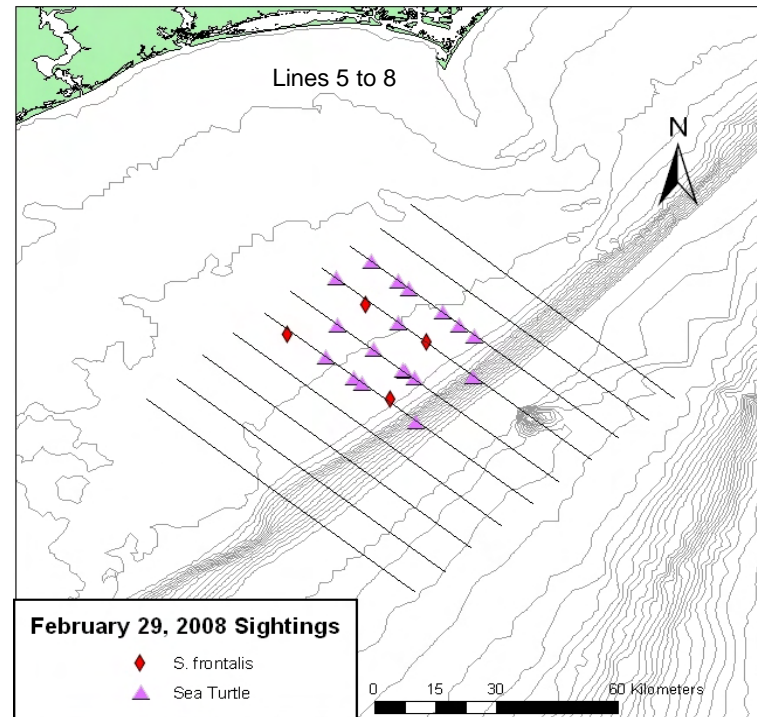 Lines 5 to 8
N
February 29, 2008 Sightings
S. frontalis
Sea Turtle
0 15 30 60 Kilometers